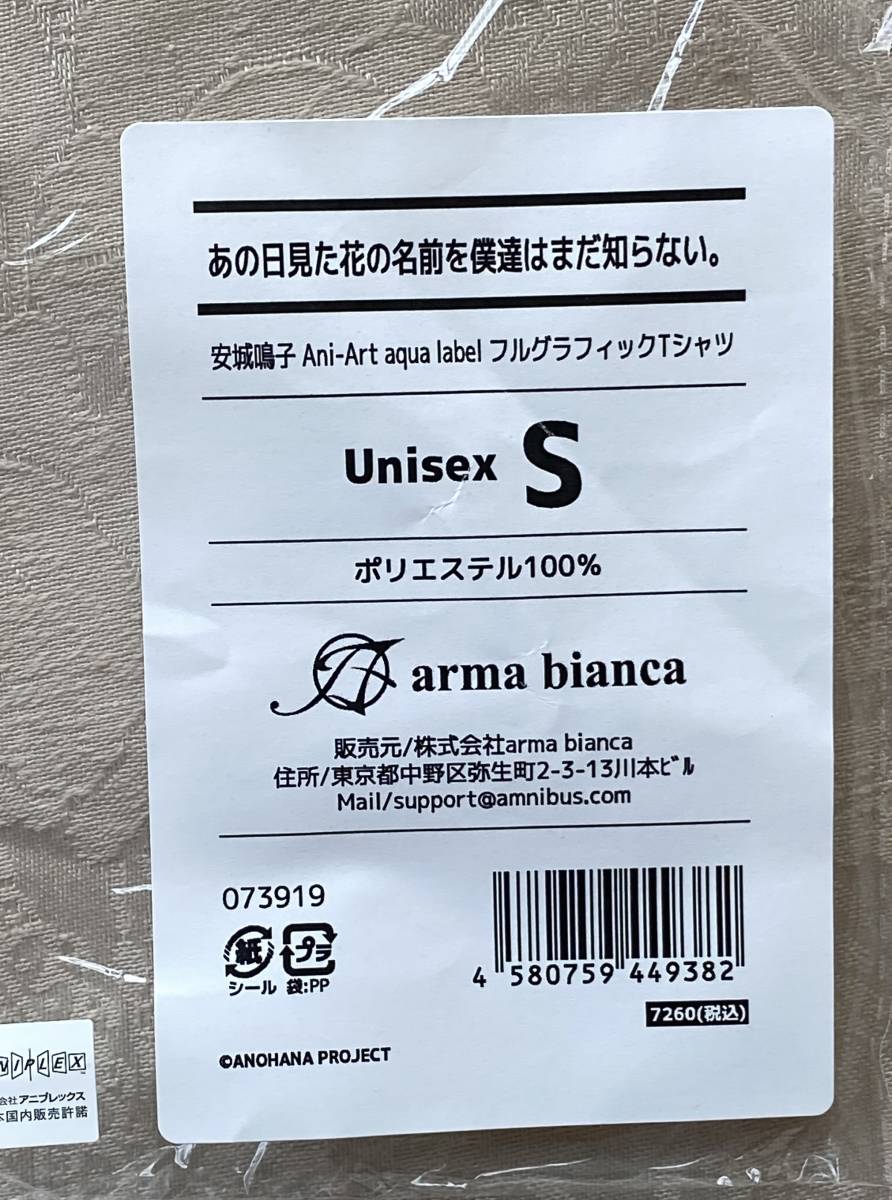 あの日見た花の名前を僕達はまだ知らない。
安城鳴子 Ani-Art aqua label フルグラフィックTシャツ
Unisex S
ポリエステル100%
arma bianca
販売元/株式会社arma bianca
住所/東京都中野区弥生町2-3-13川本ﾋﾞﾙ
Mail/support@amnibus.com
073919
紙 プラ
シール 袋:PP
4 580759 449382
7260(税込)
©ANOHANA PROJECT
NIPLEX
会社 アニプレックス
本国内販売許諾